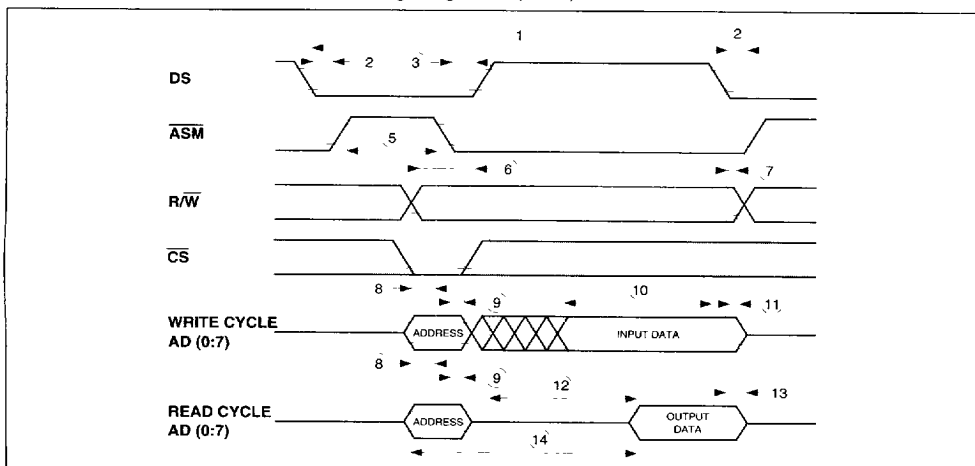 1
2
DS
2
3
ASM
5
6
7
R/W
CS
8
9
10
11
WRITE CYCLE
AD (0:7)
ADDRESS
INPUT DATA
8
9
12
13
READ CYCLE
AD (0:7)
ADDRESS
OUTPUT
DATA
14